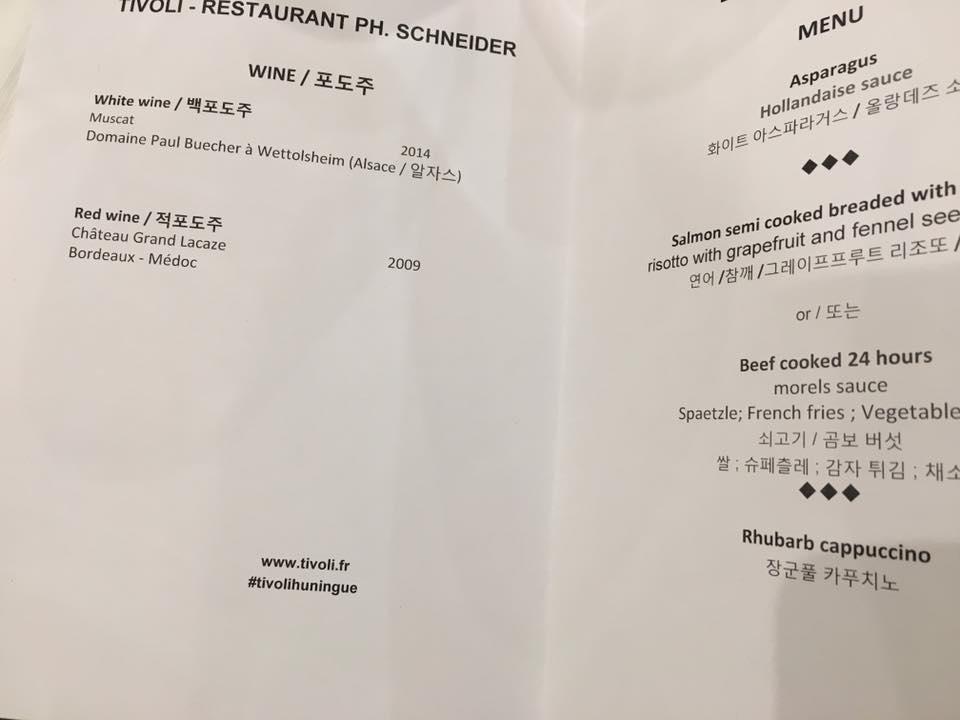 TIVOLI - RESTAURANT PH. SCHNEIDER
WINE / 포도주
White wine / 백포도주
Muscat
2014
Domaine Paul Buecher à Wettolsheim (Alsace / 알자스)
Red wine / 적포도주
Château Grand Lacaze
Bordeaux - Médoc
2009
www.tivoli.fr
#tivolihuningue
MENU
Asparagus
Hollandaise sauce
화이트 아스파라거스 / 올랑데즈 소
◆◆◆
Salmon semi cooked breaded with
risotto with grapefruit and fennel see
연어 /참깨 /그레이프프루트 리조또 /
or / 또는
Beef cooked 24 hours
morels sauce
Spaetzle; French fries ; Vegetable
쇠고기 / 곰보 버섯
쌀 ; 슈페츨레 ; 감자 튀김 ; 채소
◆◆◆
Rhubarb cappuccino
장군풀 카푸치노